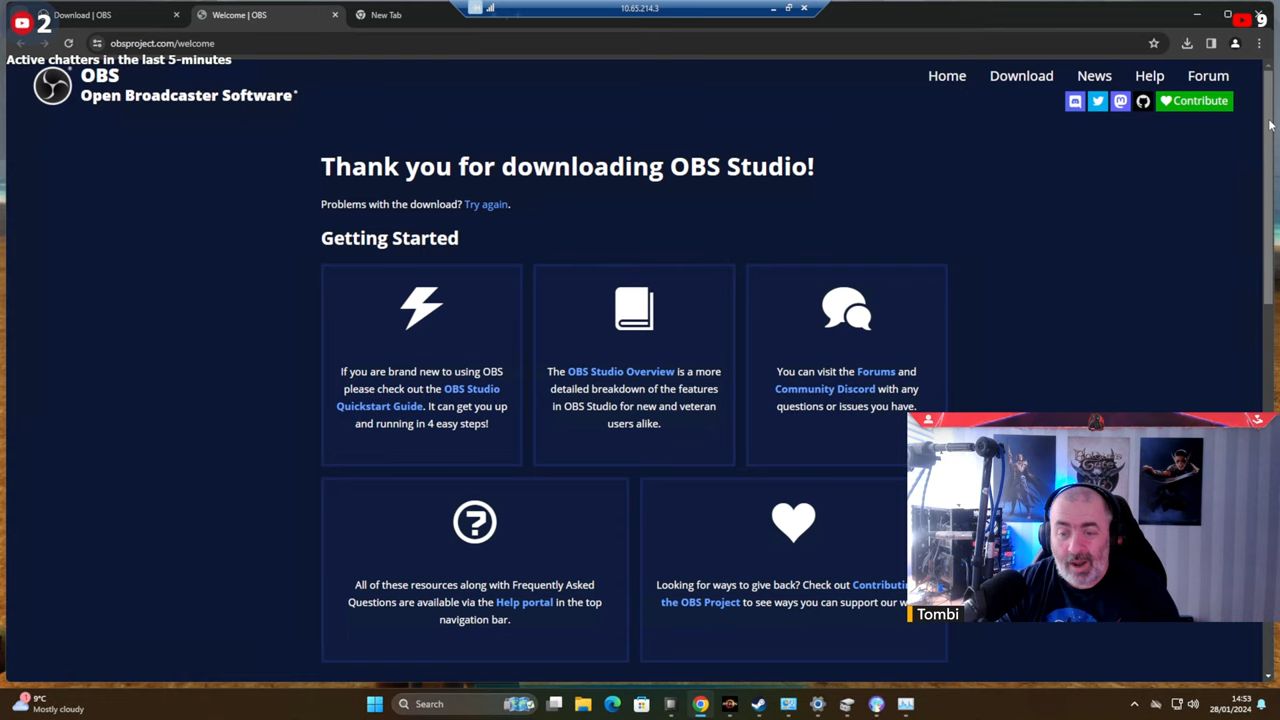 Download | OBS
Welcome | OBS
New Tab
10.65.214.3
2
9
obsproject.com/welcome
Active chatters in the last 5-minutes
OBS
Open Broadcaster Software
Home
Download
News
Help
Forum
Contribute
Thank you for downloading OBS Studio!
Problems with the download? Try again.
Getting Started
If you are brand new to using OBS
please check out the OBS Studio
Quickstart Guide. It can get you up
and running in 4 easy steps!
The OBS Studio Overview is a more
detailed breakdown of the features
in OBS Studio for new and veteran
users alike.
You can visit the Forums and
Community Discord with any
questions or issues you have.
All of these resources along with Frequently Asked
Questions are available via the Help portal in the top
navigation bar.
Looking for ways to give back? Check out
the OBS Project to see ways you can support our
Tombi
9°C
Mostly cloudy
Search
14:53
28/01/2024